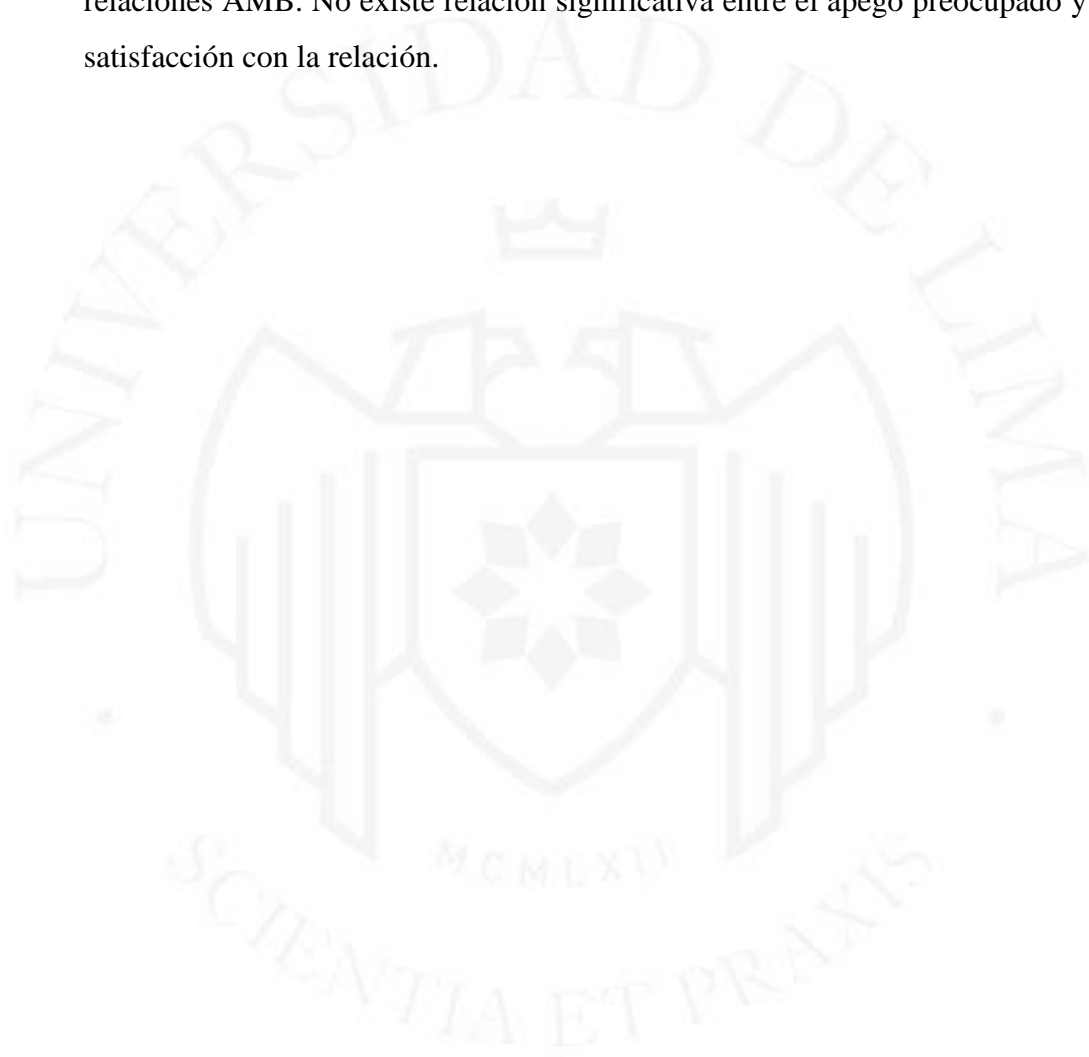 relaciones AMB. No existe relación significativa entre el apego preocupado y
satisfacción con la relación.
UNIVERSIDAD DE LIMA
MCMLXII
SCIENTIA ET PRAXIS